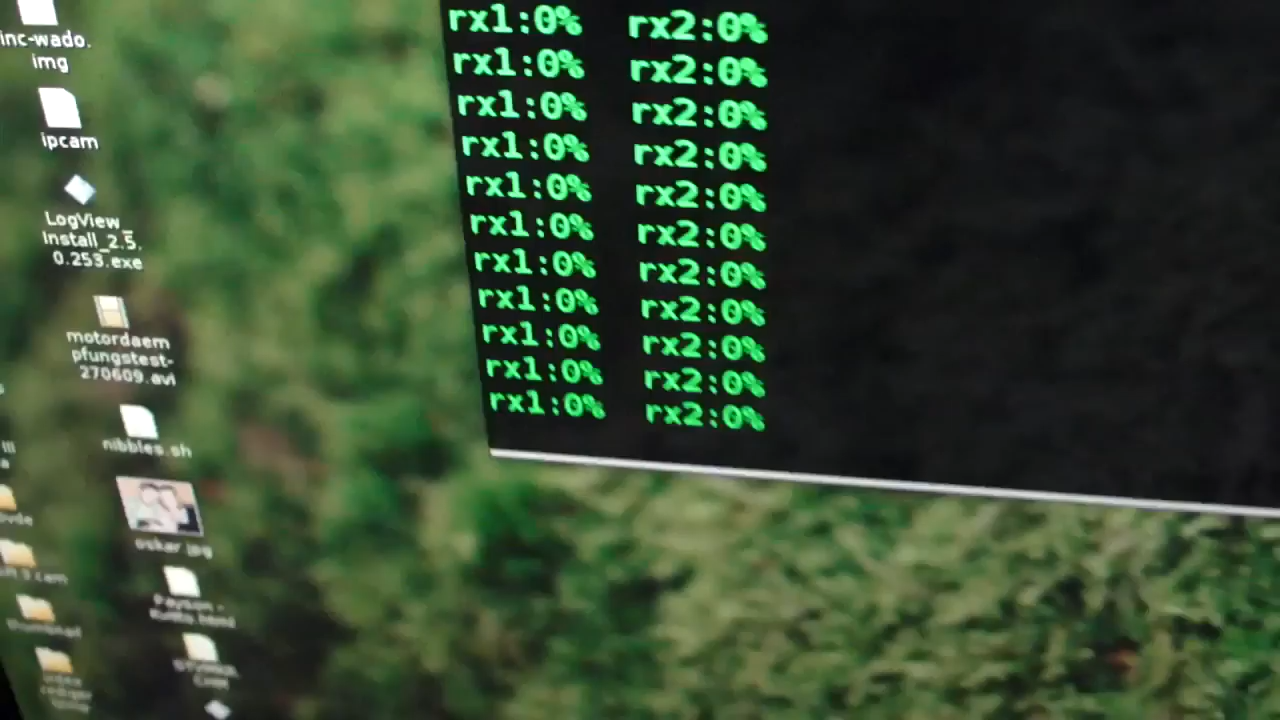 inc-wado.
img
ipcam
LogView_
Install_2.5.
0.253.exe
motordaem
pfungstest-
270609.avi
nibbles.sh
oskar.jpg
rx1:0% rx2:0%
rx1:0% rx2:0%
rx1:0% rx2:0%
rx1:0% rx2:0%
rx1:0% rx2:0%
rx1:0% rx2:0%
rx1:0% rx2:0%
rx1:0% rx2:0%
rx1:0% rx2:0%
rx1:0% rx2:0%
rx1:0% rx2:0%